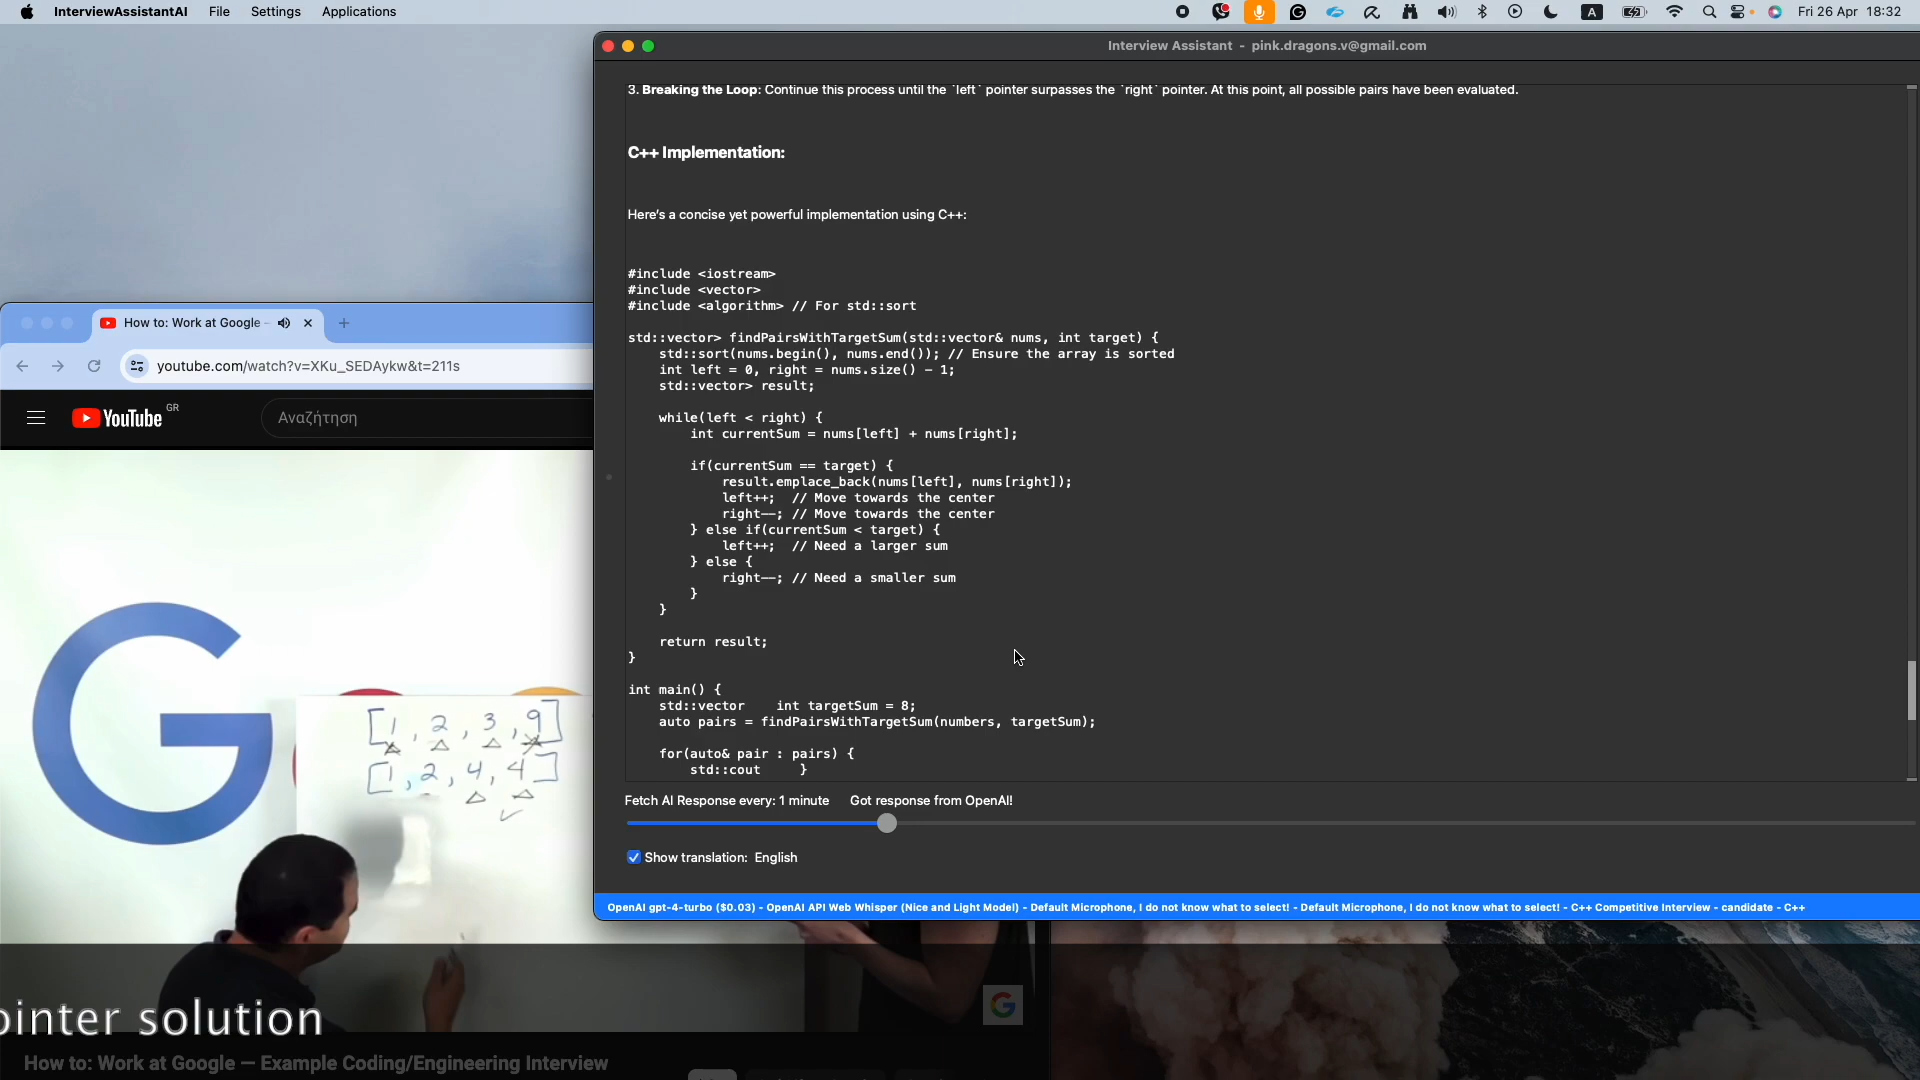 InterviewAssistantAI File Settings Applications
A
Fri 26 Apr 18:32
Interview Assistant - pink.dragons.v@gmail.com
3. Breaking the Loop: Continue this process until the `left` pointer surpasses the `right` pointer. At this point, all possible pairs have been evaluated.
C++ Implementation:
Here's a concise yet powerful implementation using C++:
#include <iostream>
#include <vector>
#include <algorithm> // For std::sort
std::vector> findPairsWithTargetSum(std::vector& nums, int target) {
std::sort(nums.begin(), nums.end()); // Ensure the array is sorted
int left = 0, right = nums.size() - 1;
std::vector> result;
while(left < right) {
int currentSum = nums[left] + nums[right];
if(currentSum == target) {
result.emplace_back(nums[left], nums[right]);
left++; // Move towards the center
right--; // Move towards the center
} else if(currentSum < target) {
left++; // Need a larger sum
} else {
right--; // Need a smaller sum
}
}
return result;
}
int main() {
std::vector int targetSum = 8;
auto pairs = findPairsWithTargetSum(numbers, targetSum);
for(auto& pair : pairs) {
std::cout }
Fetch AI Response every: 1 minute Got response from OpenAI!
Show translation: English
OpenAI gpt-4-turbo ($0.03) - OpenAI API Web Whisper (Nice and Light Model) - Default Microphone, I do not know what to select! - Default Microphone, I do not know what to select! - C++ Competitive Interview - candidate - C++
How to: Work at Google -
youtube.com/watch?v=XKu_SEDAykw&t=211s
YouTube GR
Αναζήτηση
G
[1, 2, 3, 9]
[1, 2, 4, 4]
ointer solution
G
How to: Work at Google — Example Coding/Engineering Interview